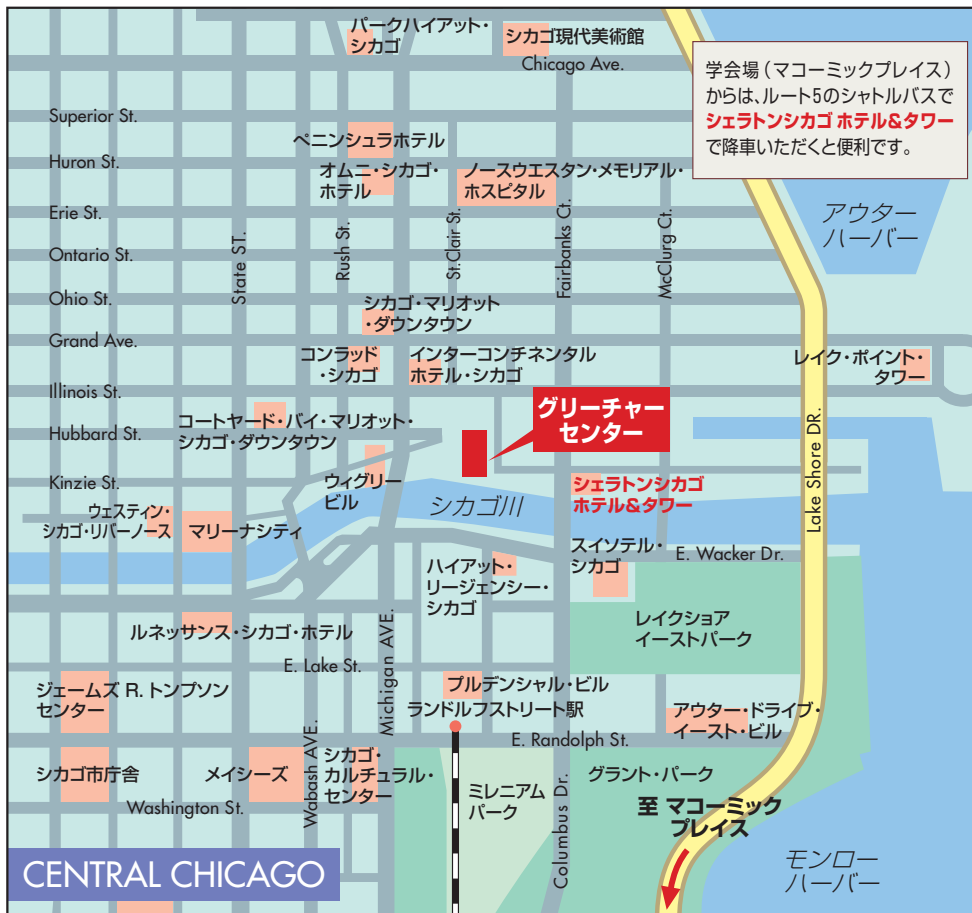 パークハイアット・
シカゴ
シカゴ現代美術館
Chicago Ave.
学会場（マコーミックプレイス）
からは、ルート5のシャトルバスで
シェラトンシカゴ ホテル&タワー
で降車いただくと便利です。
Superior St.
ペニンシュラホテル
Huron St.
オムニ・シカゴ・
ホテル
ノースウエスタン・メモリアル・
ホスピタル
Erie St.
アウター
ハーバー
Ontario St.
State ST.
Rush St.
St.Clair St.
Fairbanks Ct.
McClurg Ct.
Ohio St.
シカゴ・マリオット
・ダウンタウン
Grand Ave.
コンラッド
・シカゴ
インターコンチネンタル
ホテル・シカゴ
レイク・ポイント・
タワー
Illinois St.
グリーチャー
センター
コートヤード・バイ・マリオット・
シカゴ・ダウンタウン
Hubbard St.
Lake Shore DR.
Kinzie St.
ウィグリー
ビル
シカゴ川
シェラトンシカゴ
ホテル&タワー
ウェスティン・
シカゴ・リバーノース
マリーナシティ
スイソテル・
シカゴ
E. Wacker Dr.
ハイアット・
リージェンシー・
シカゴ
レイクショア
イーストパーク
ルネッサンス・シカゴ・ホテル
E. Lake St.
Michigan AVE.
ジェームズ R. トンプソン
センター
プルデンシャル・ビル
ランドルフストリート駅
アウター・ドライブ・
イースト・ビル
E. Randolph St.
シカゴ市庁舎
メイシーズ
Wabash AVE.
シカゴ・
カルチュラル・
センター
ミレニアム
パーク
Columbus Dr.
グラント・パーク
Washington St.
至 マコーミック
プレイス
モンロー
ハーバー
CENTRAL CHICAGO